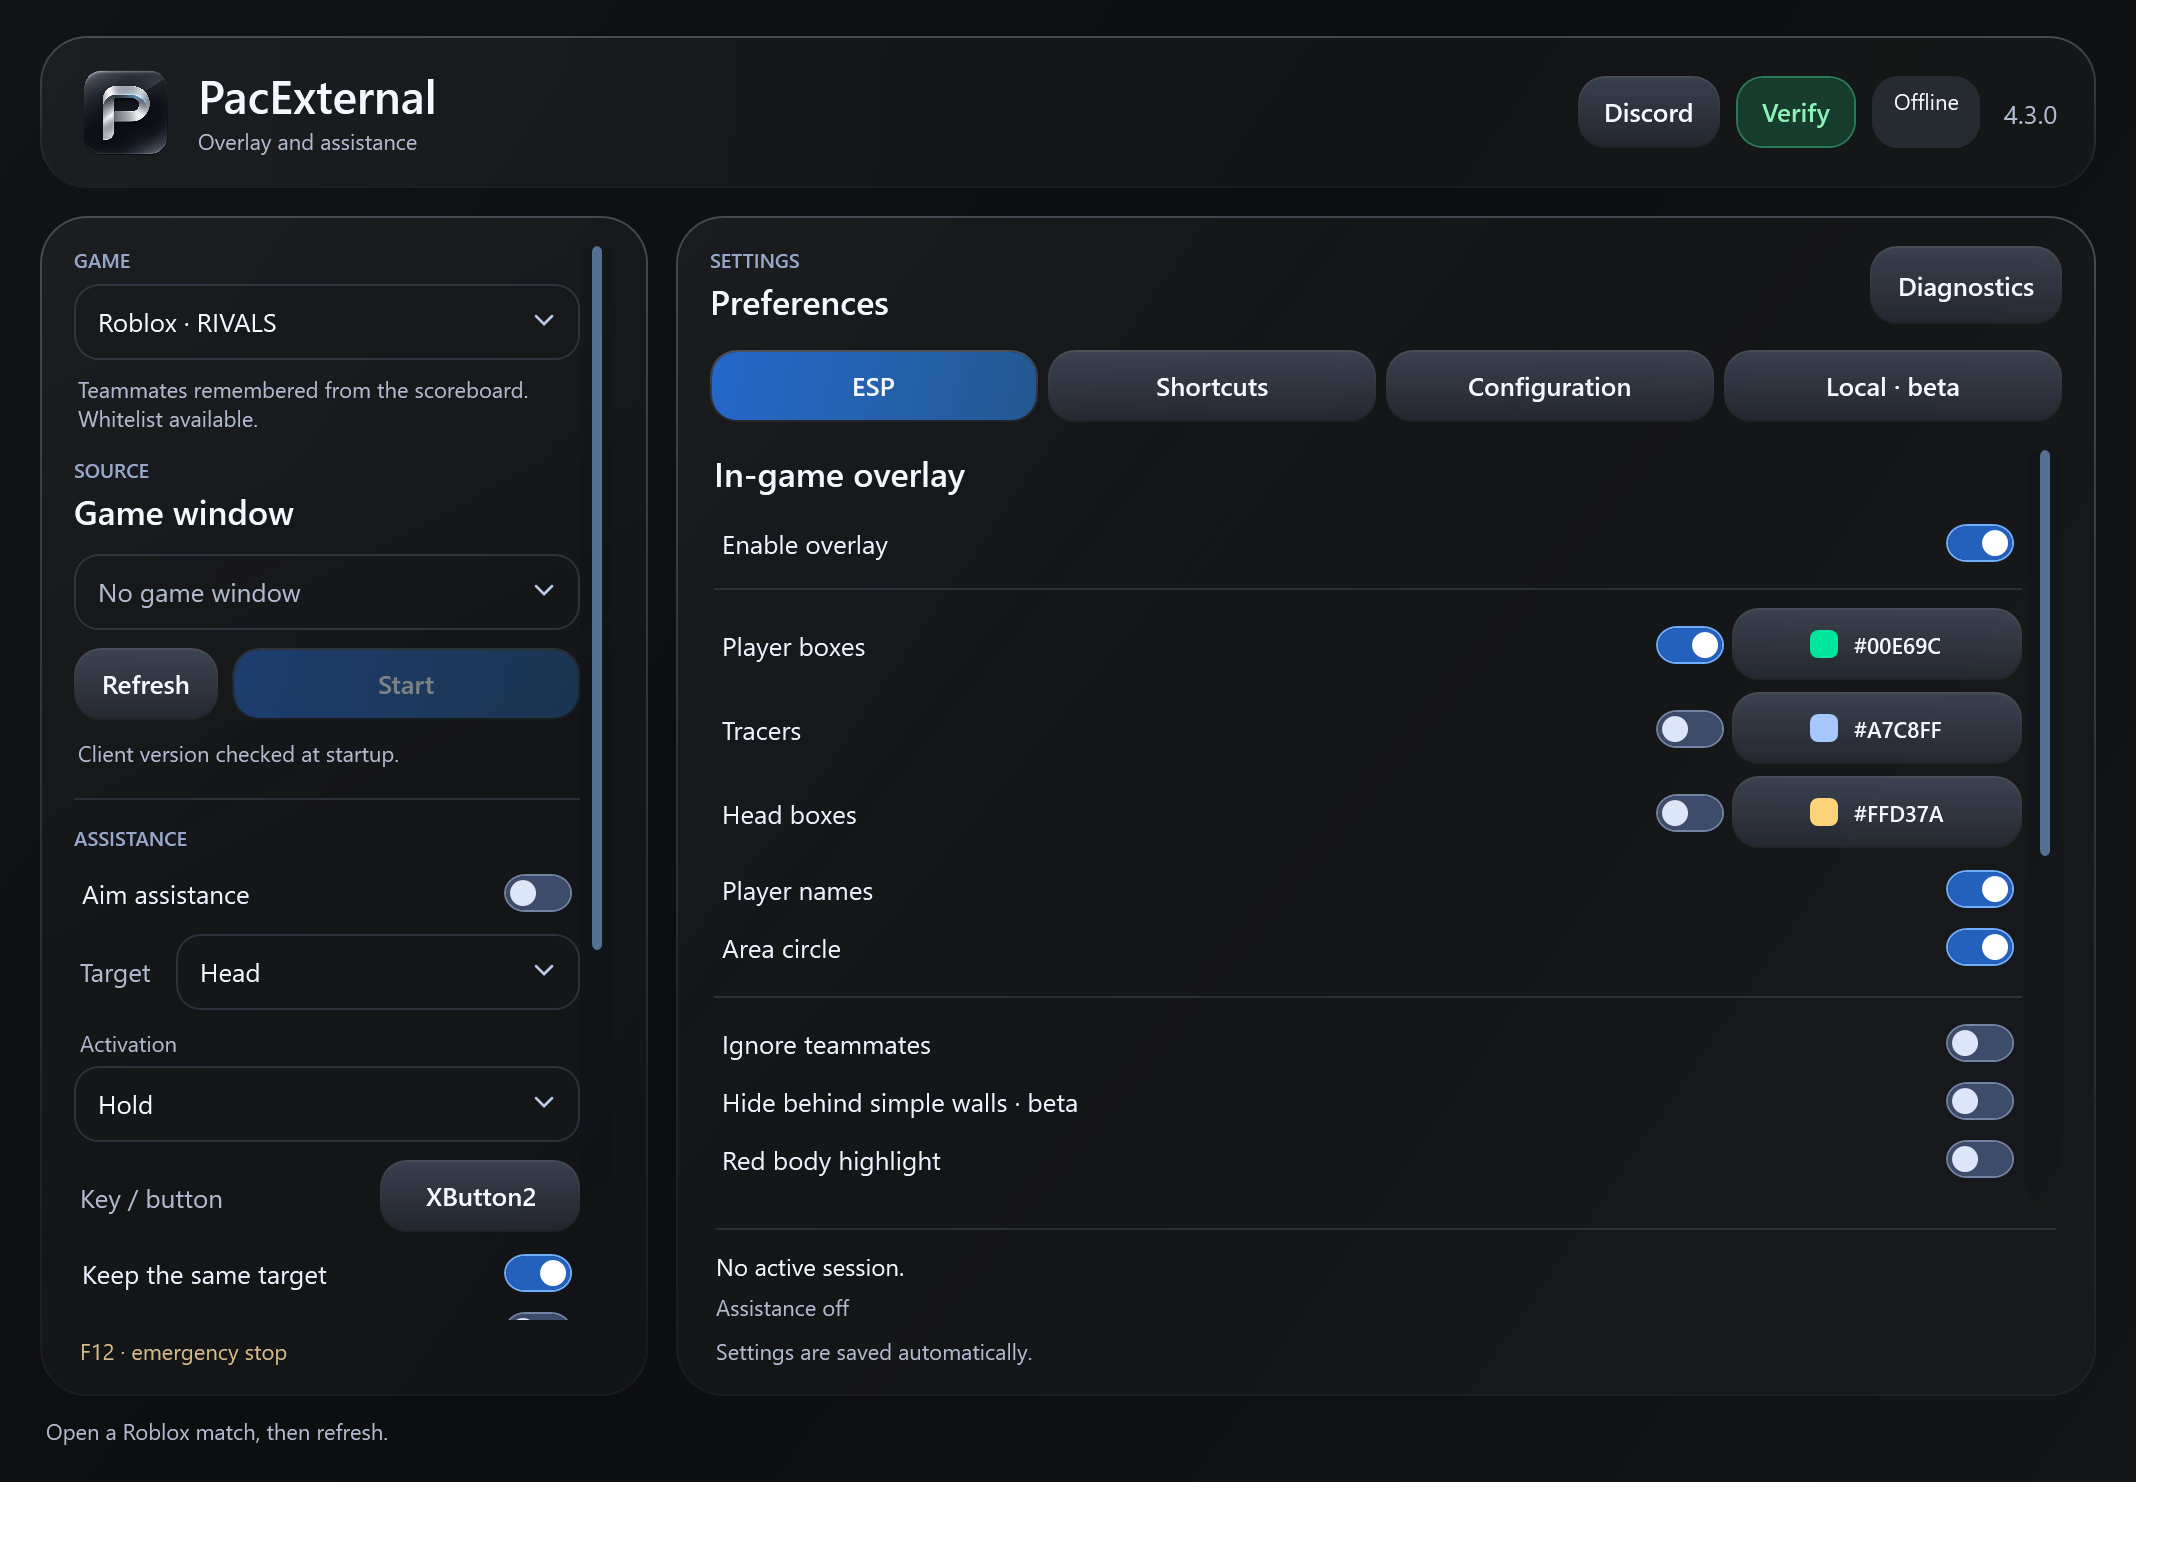 PacExternal
Overlay and assistance
Discord
Verify
Offline
4.3.0
GAME
Roblox · RIVALS
Teammates remembered from the scoreboard.
Whitelist available.
SOURCE
Game window
No game window
Refresh
Start
Client version checked at startup.
ASSISTANCE
Aim assistance
Target
Head
Activation
Hold
Key / button
XButton2
Keep the same target
F12 · emergency stop
SETTINGS
Preferences
Diagnostics
ESP
Shortcuts
Configuration
Local · beta
In-game overlay
Enable overlay
Player boxes
#00E69C
Tracers
#A7C8FF
Head boxes
#FFD37A
Player names
Area circle
Ignore teammates
Hide behind simple walls · beta
Red body highlight
No active session.
Assistance off
Settings are saved automatically.
Open a Roblox match, then refresh.